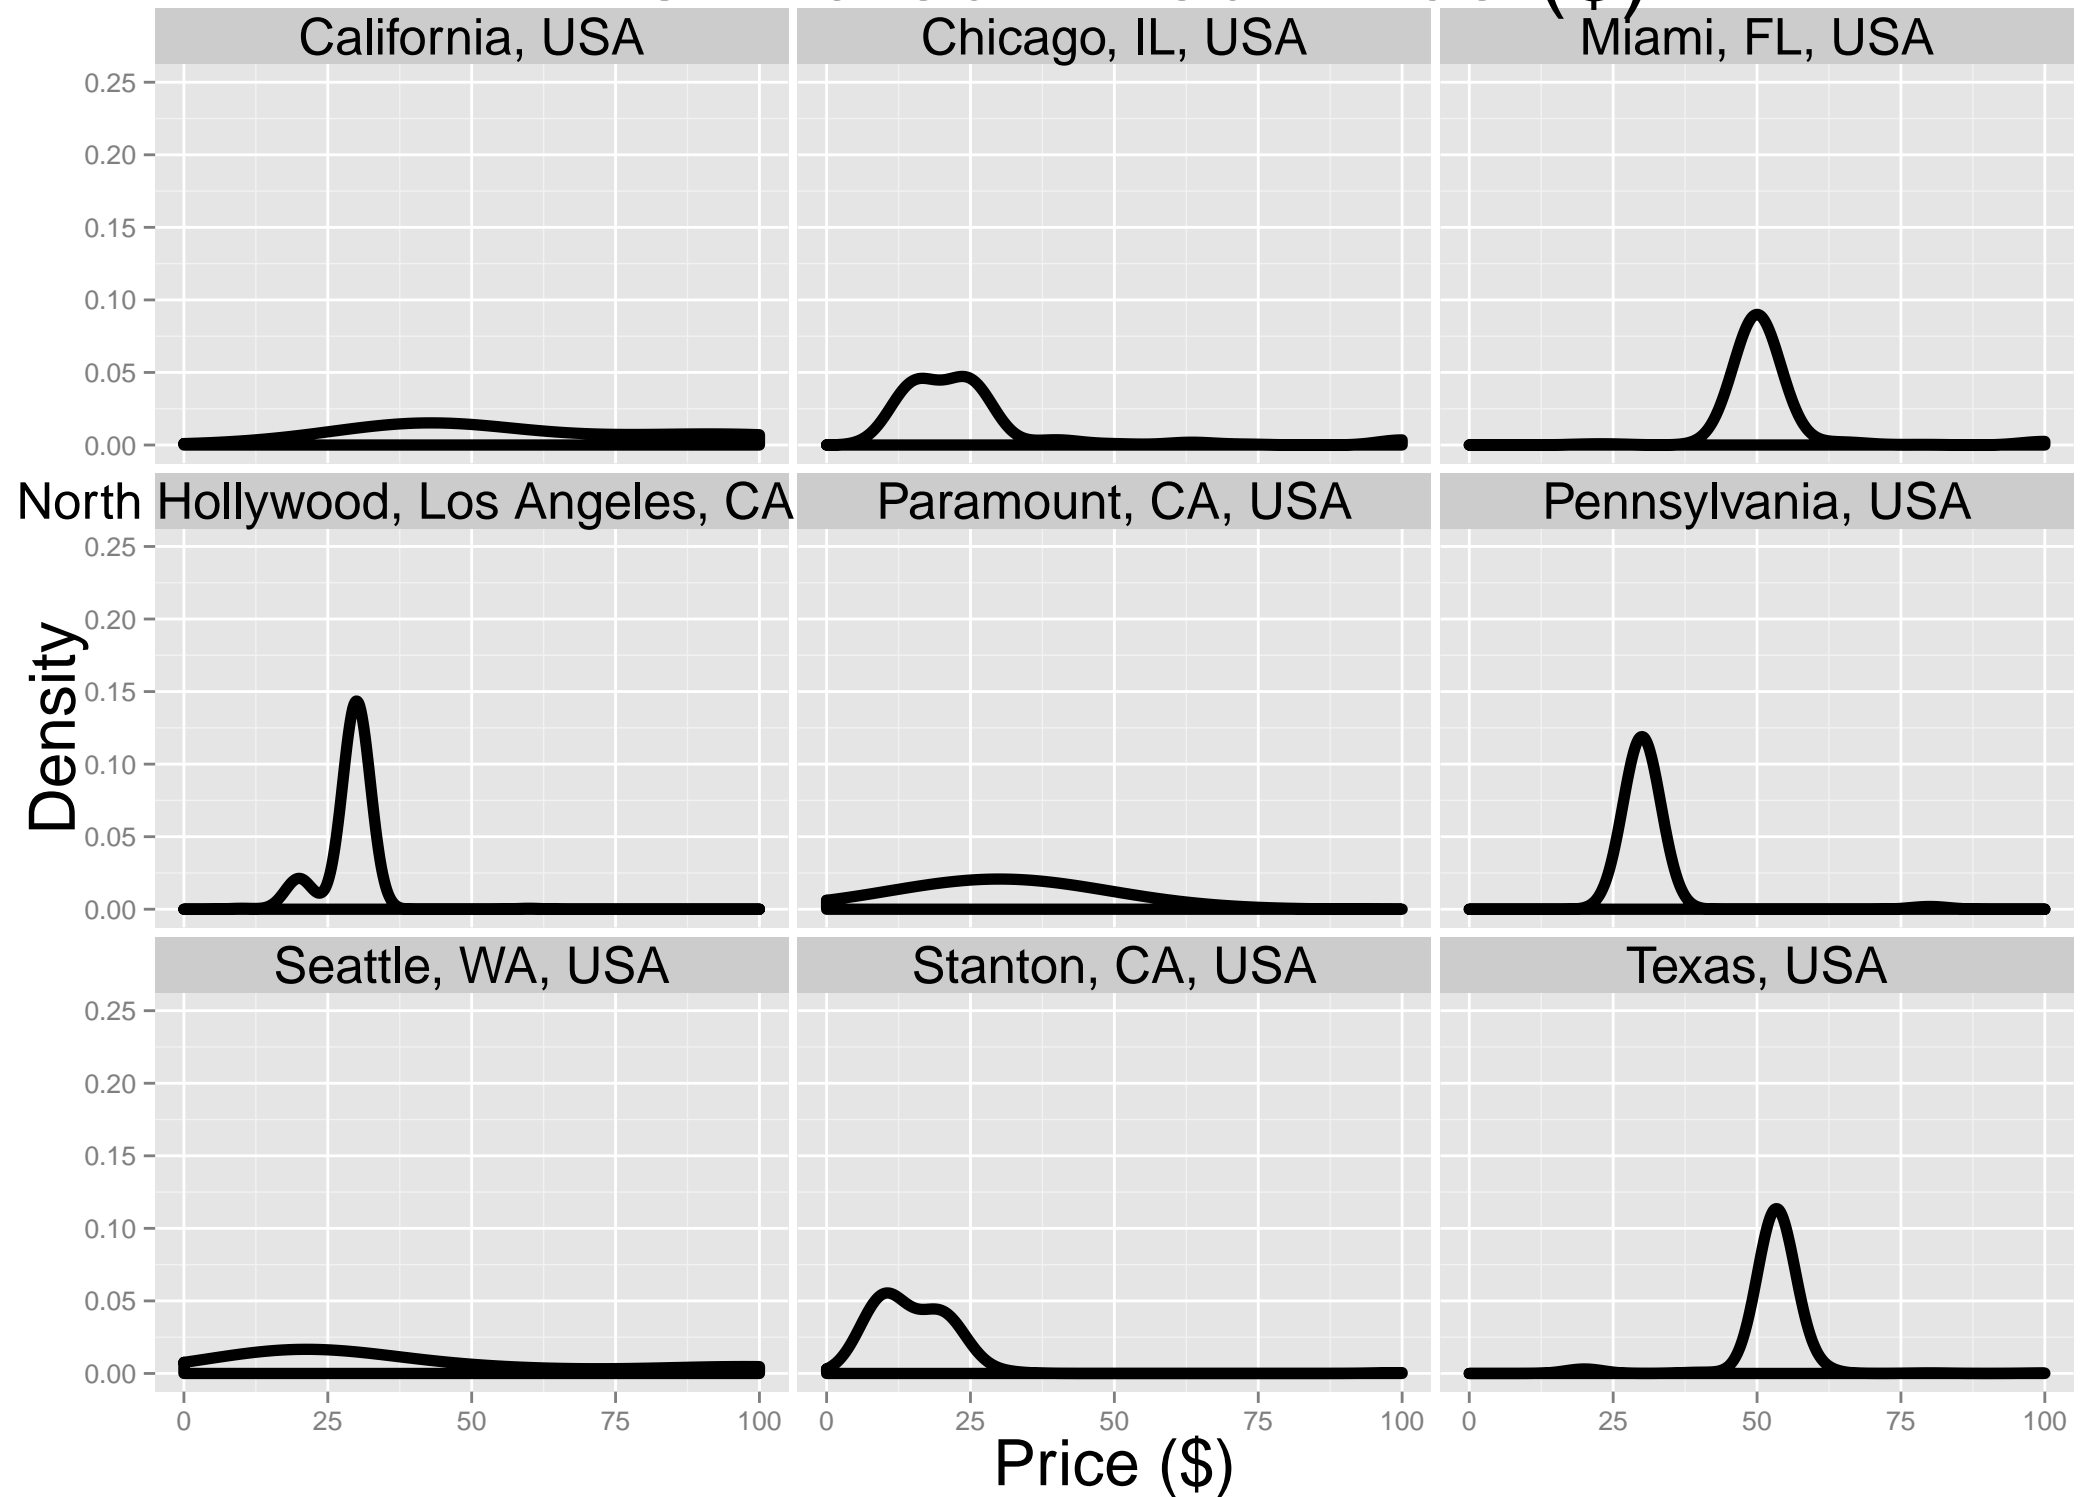 ($)
California, USA
Chicago, IL, USA
Miami, FL, USA
0.25
0.20
0.15
0.10
0.05
0.00
North Hollywood, Los Angeles, CA
Paramount, CA, USA
Pennsylvania, USA
Density
0.25
0.20
0.15
0.10
0.05
0.00
Seattle, WA, USA
Stanton, CA, USA
Texas, USA
0.25
0.20
0.15
0.10
0.05
0.00
0 25 50 75 100
0 25 50 75 100
0 25 50 75 100
Price ($)